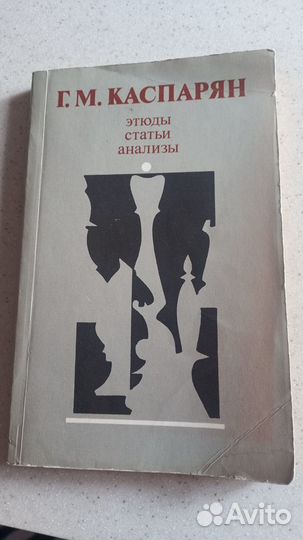 Г. М. КАСПАРЯН
этюды
статьи
анализы
Avito